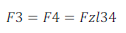 F3 = F4 = Fzl34